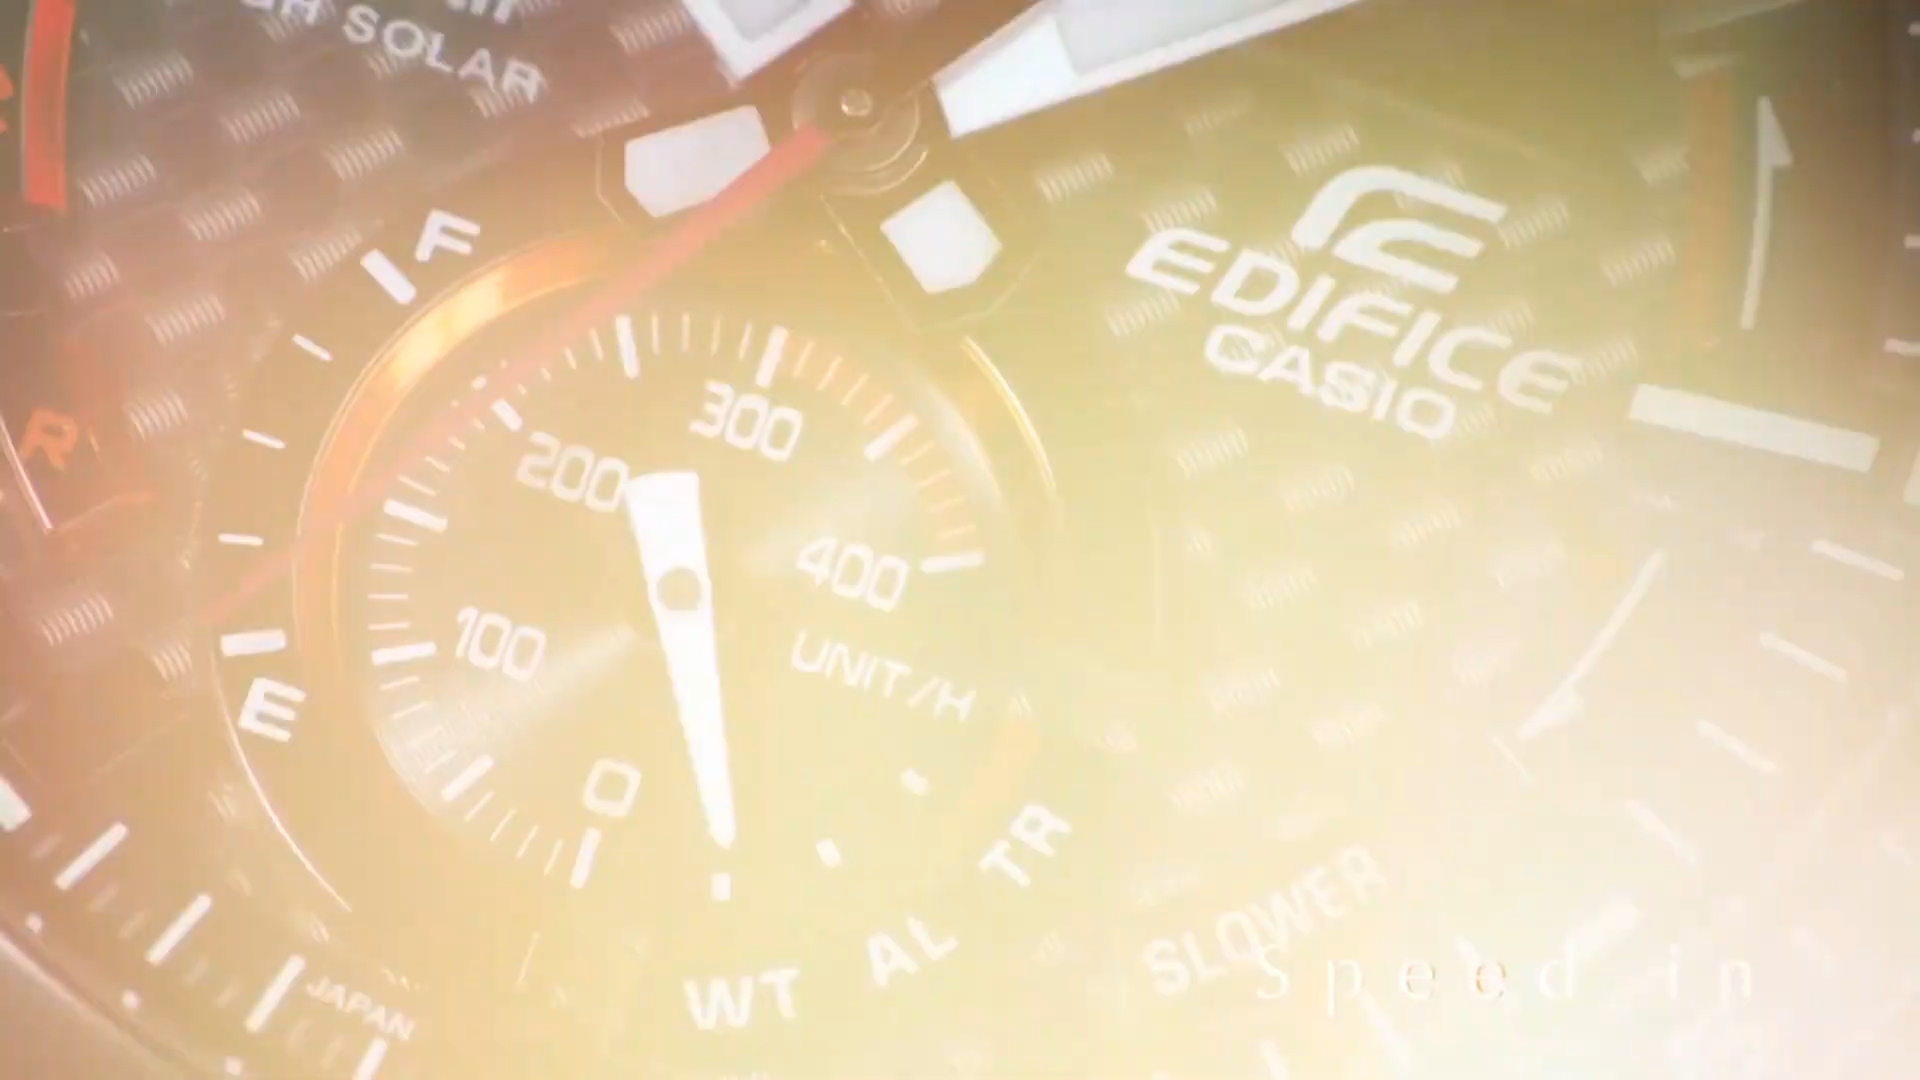 SOLAR
F
EDIFICE
CASIO
R
300
200
400
100
UNIT/H
E
0
TR
SLOWER
AL
WT
Speed in
JAPAN